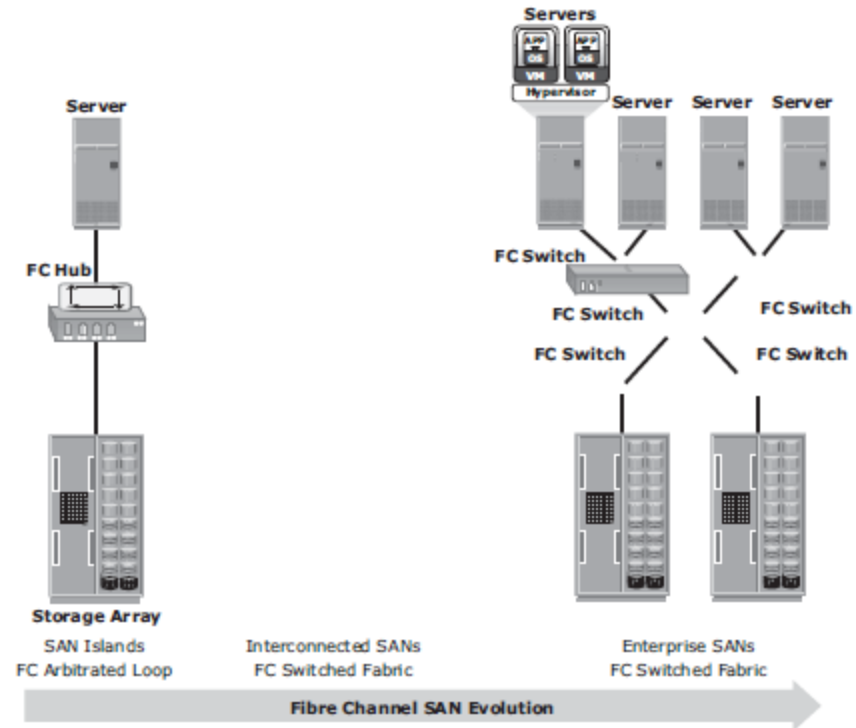 Servers
APP
APP
OS
OS
VM
VM
Hypervisor
Server
Server
Server
Server
FC Switch
FC Hub
FC Switch
FC Switch
FC Switch
FC Switch
Storage Array
SAN Islands
FC Arbitrated Loop
Interconnected SANs
FC Switched Fabric
Enterprise SANs
FC Switched Fabric
Fibre Channel SAN Evolution